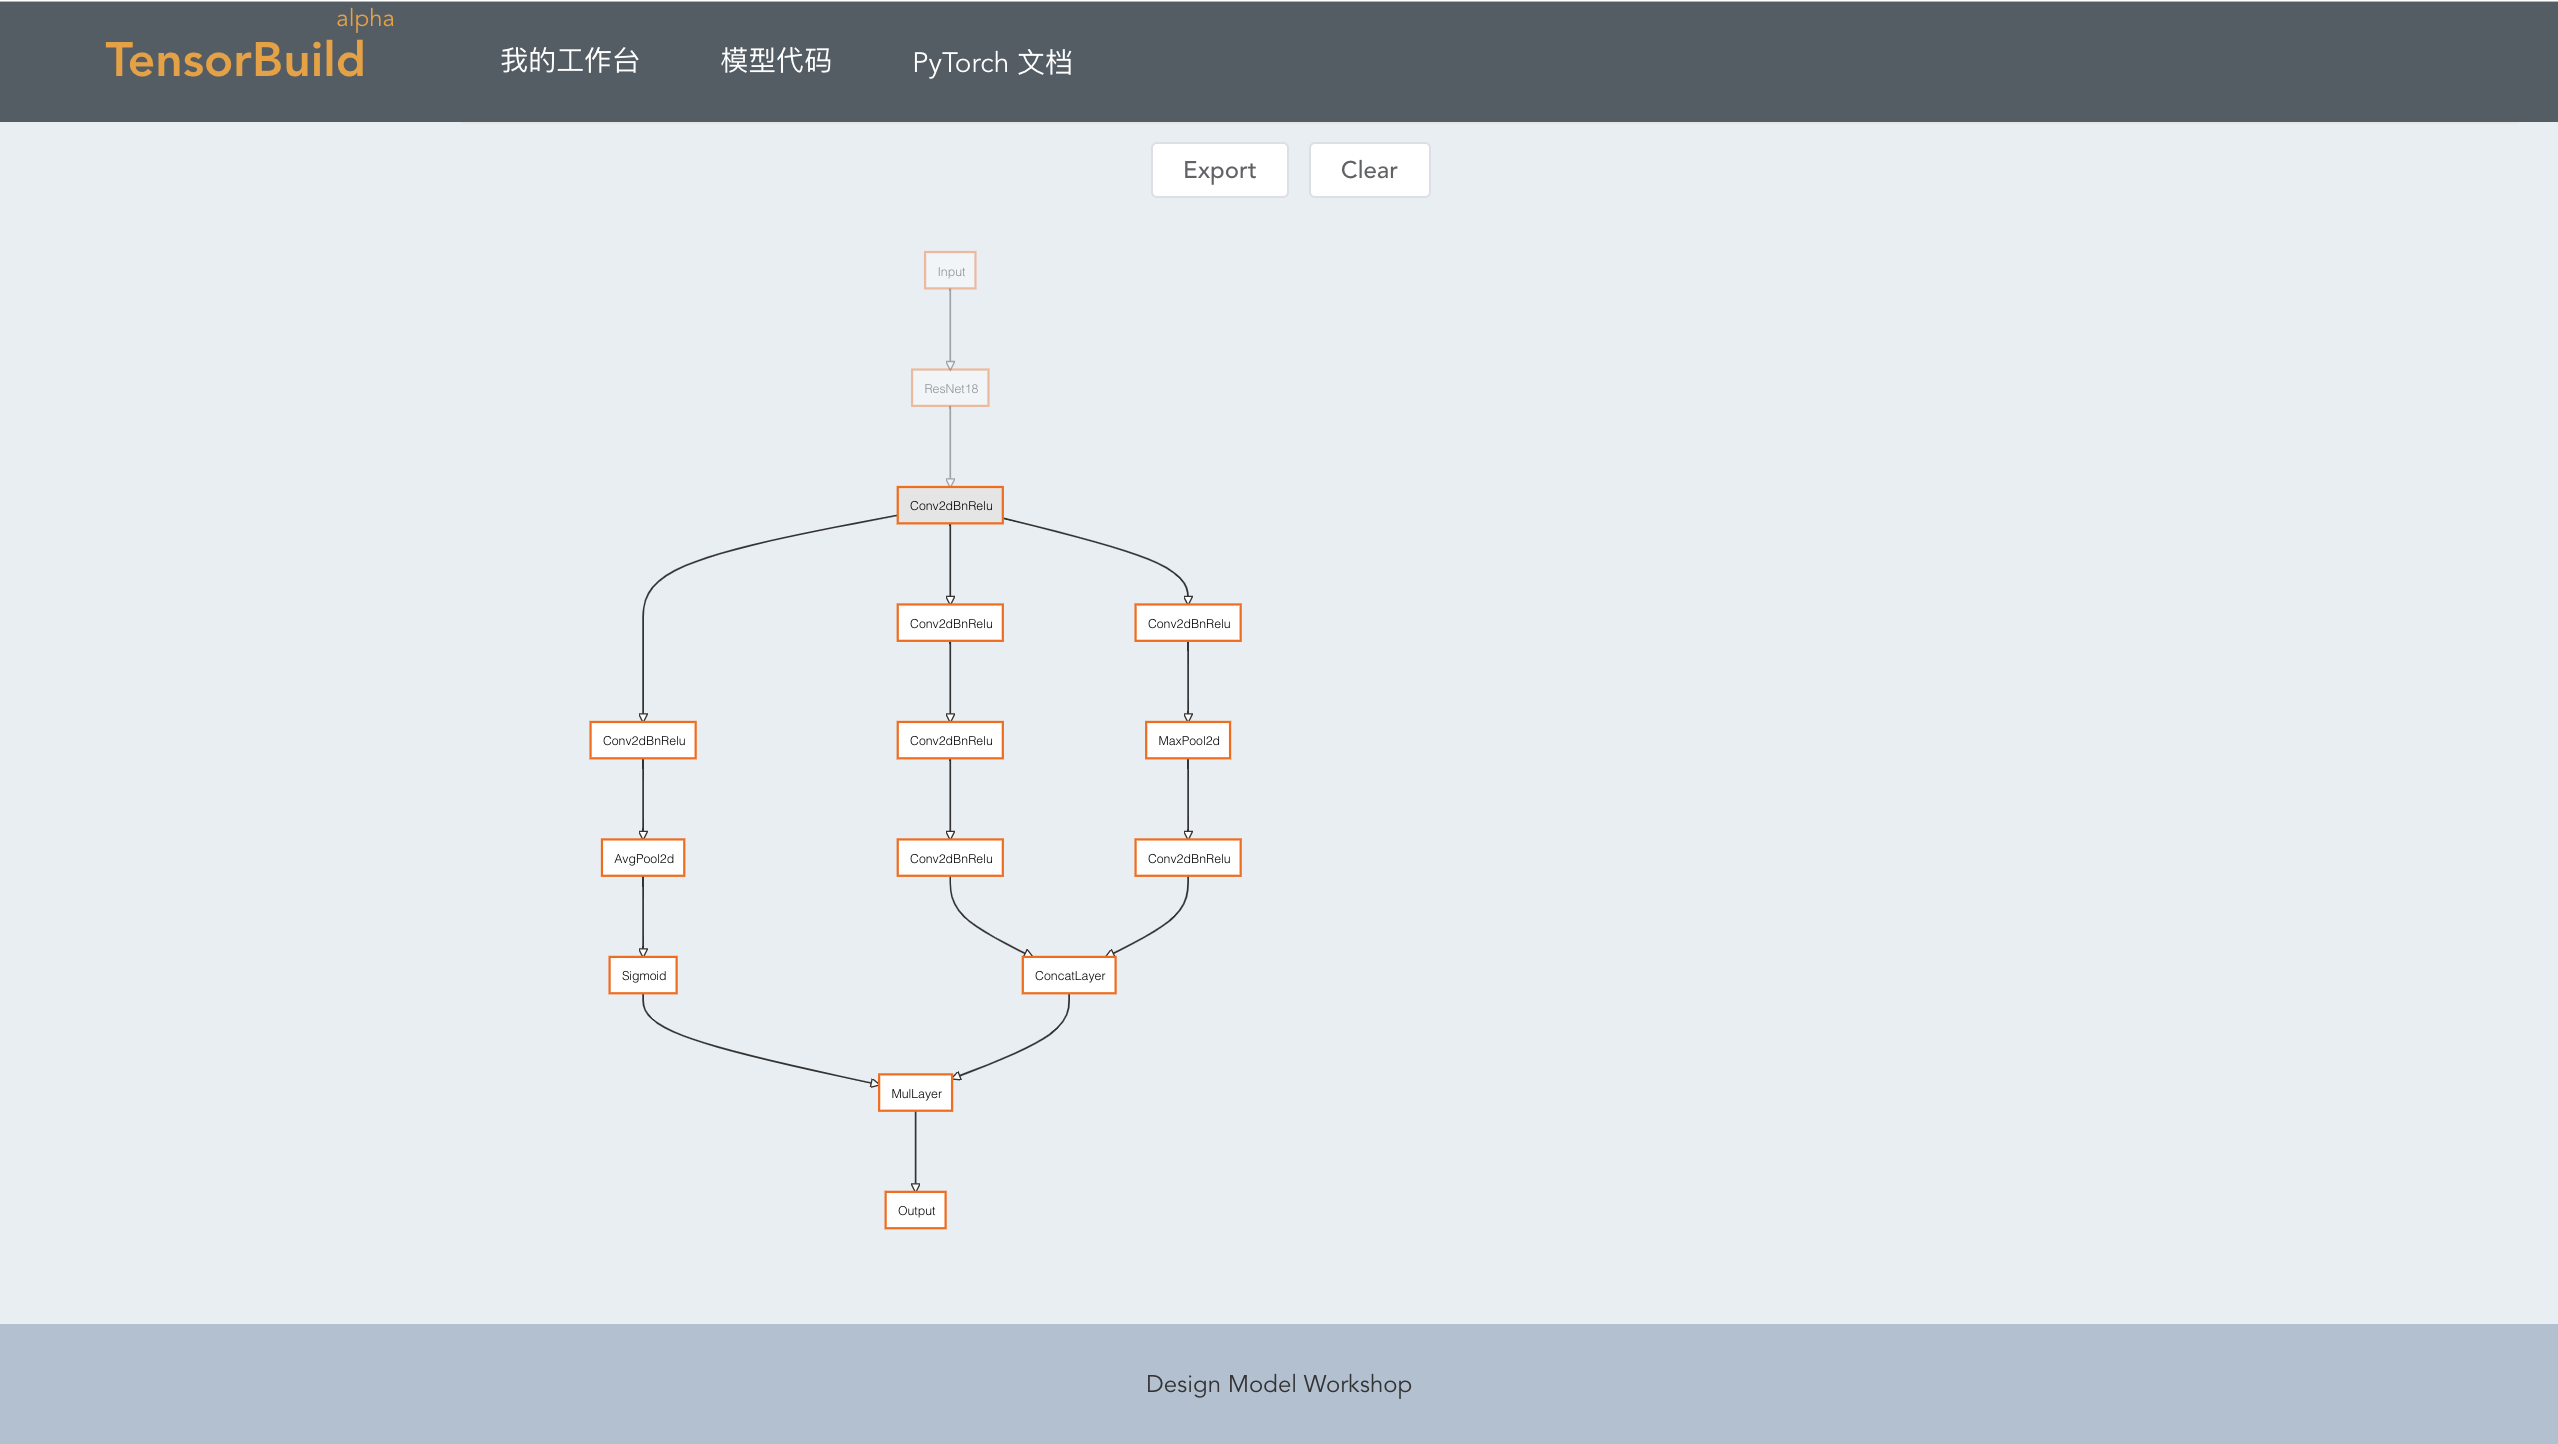 alpha
TensorBuild
我的工作台
模型代码
PyTorch 文档
Export
Clear
Input
ResNet18
Conv2dBnRelu
Conv2dBnRelu
Conv2dBnRelu
Conv2dBnRelu
Conv2dBnRelu
MaxPool2d
AvgPool2d
Conv2dBnRelu
Conv2dBnRelu
Sigmoid
ConcatLayer
MulLayer
Output
Design Model Workshop